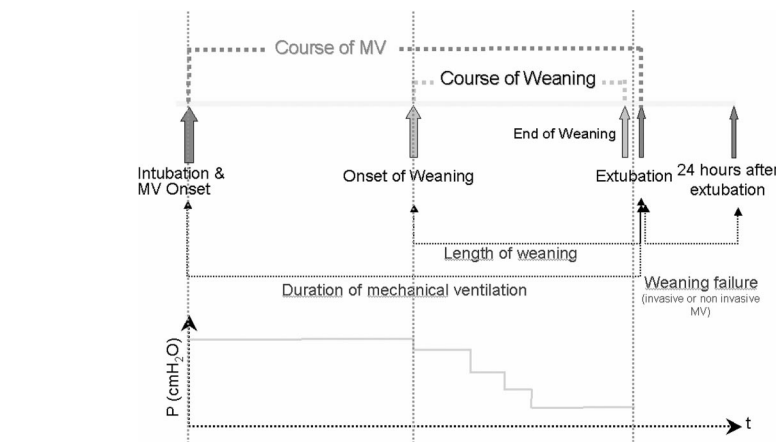 Course of MV
Course of Weaning
End of Weaning
Intubation &
MV Onset
Onset of Weaning
Extubation
24 hours after
extubation
Length of weaning
Duration of mechanical ventilation
Weaning failure
(invasive or non invasive
MV)
P (cmH₂O)
t